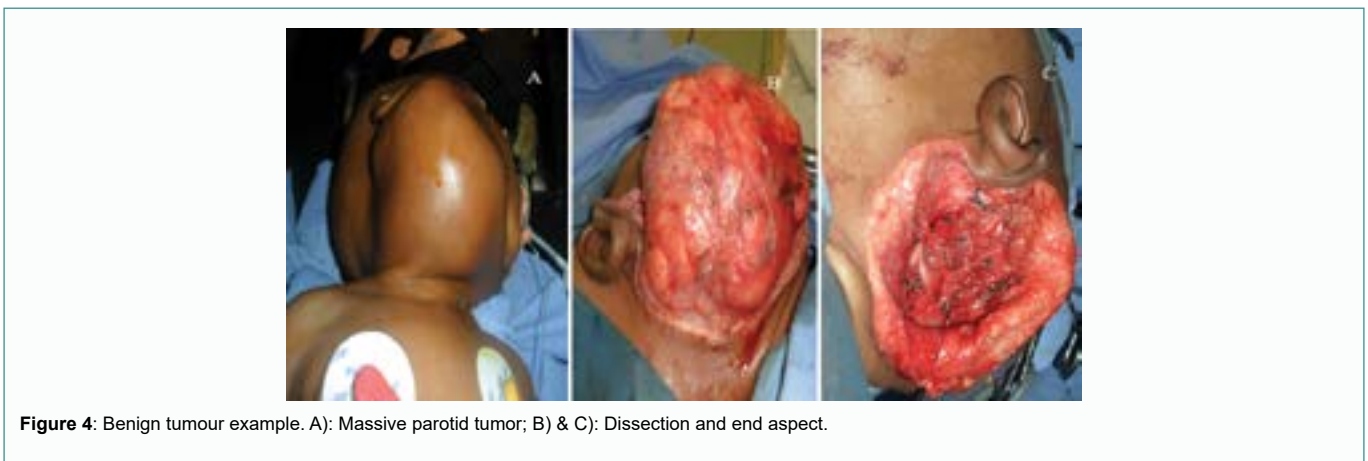 A
B
C
Figure 4: Benign tumour example. A): Massive parotid tumor; B) & C): Dissection and end aspect.